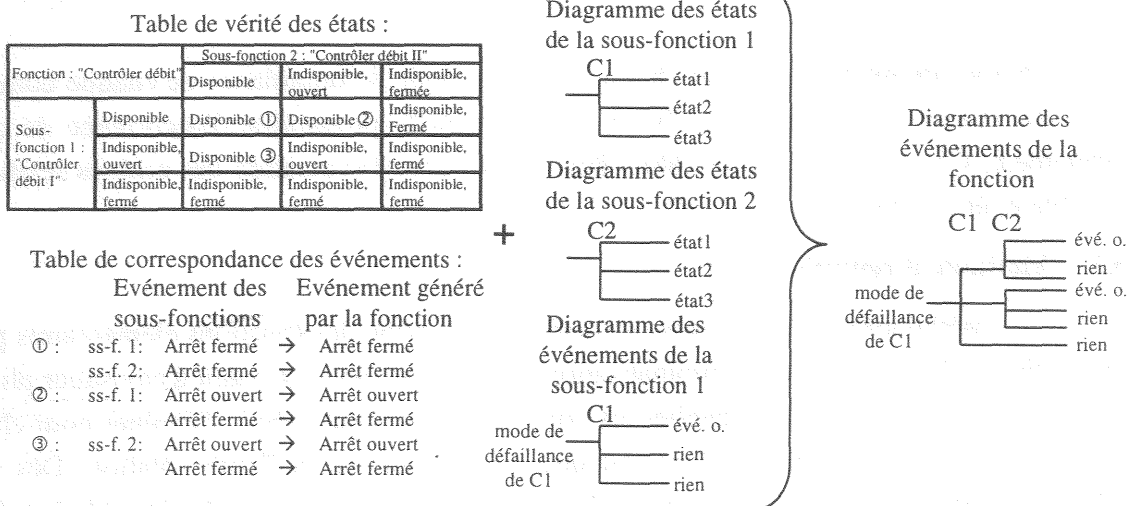 Table de vérité des états :
Fonction : "Contrôler débit"
Sous-fonction 2 : "Contrôler débit II"
Disponible
Indisponible, ouvert
Indisponible, fermée
Sous-fonction 1 : "Contrôler débit I"
Disponible
Disponible ①
Disponible ②
Indisponible, Fermé
Indisponible, ouvert
Disponible ③
Indisponible, ouvert
Indisponible, fermé
Indisponible, fermé
Indisponible, fermé
Indisponible, fermé
Indisponible, fermé
Table de correspondance des événements :
Evénement des sous-fonctions
Evénement généré par la fonction
① : ss-f. 1: Arrêt fermé → Arrêt fermé
ss-f. 2: Arrêt fermé → Arrêt fermé
② : ss-f. 1: Arrêt ouvert → Arrêt ouvert
Arrêt fermé → Arrêt fermé
③ : ss-f. 2: Arrêt ouvert → Arrêt ouvert
Arrêt fermé → Arrêt fermé
+
Diagramme des états
de la sous-fonction 1
C1
état1
état2
état3
Diagramme des états
de la sous-fonction 2
C2
état1
état2
état3
Diagramme des
événements de la
sous-fonction 1
C1
mode de
défaillance
de C1
évé. o.
rien
rien
Diagramme des
événements de la
fonction
C1 C2
mode de
défaillance
de C1
évé. o.
rien
évé. o.
rien
rien